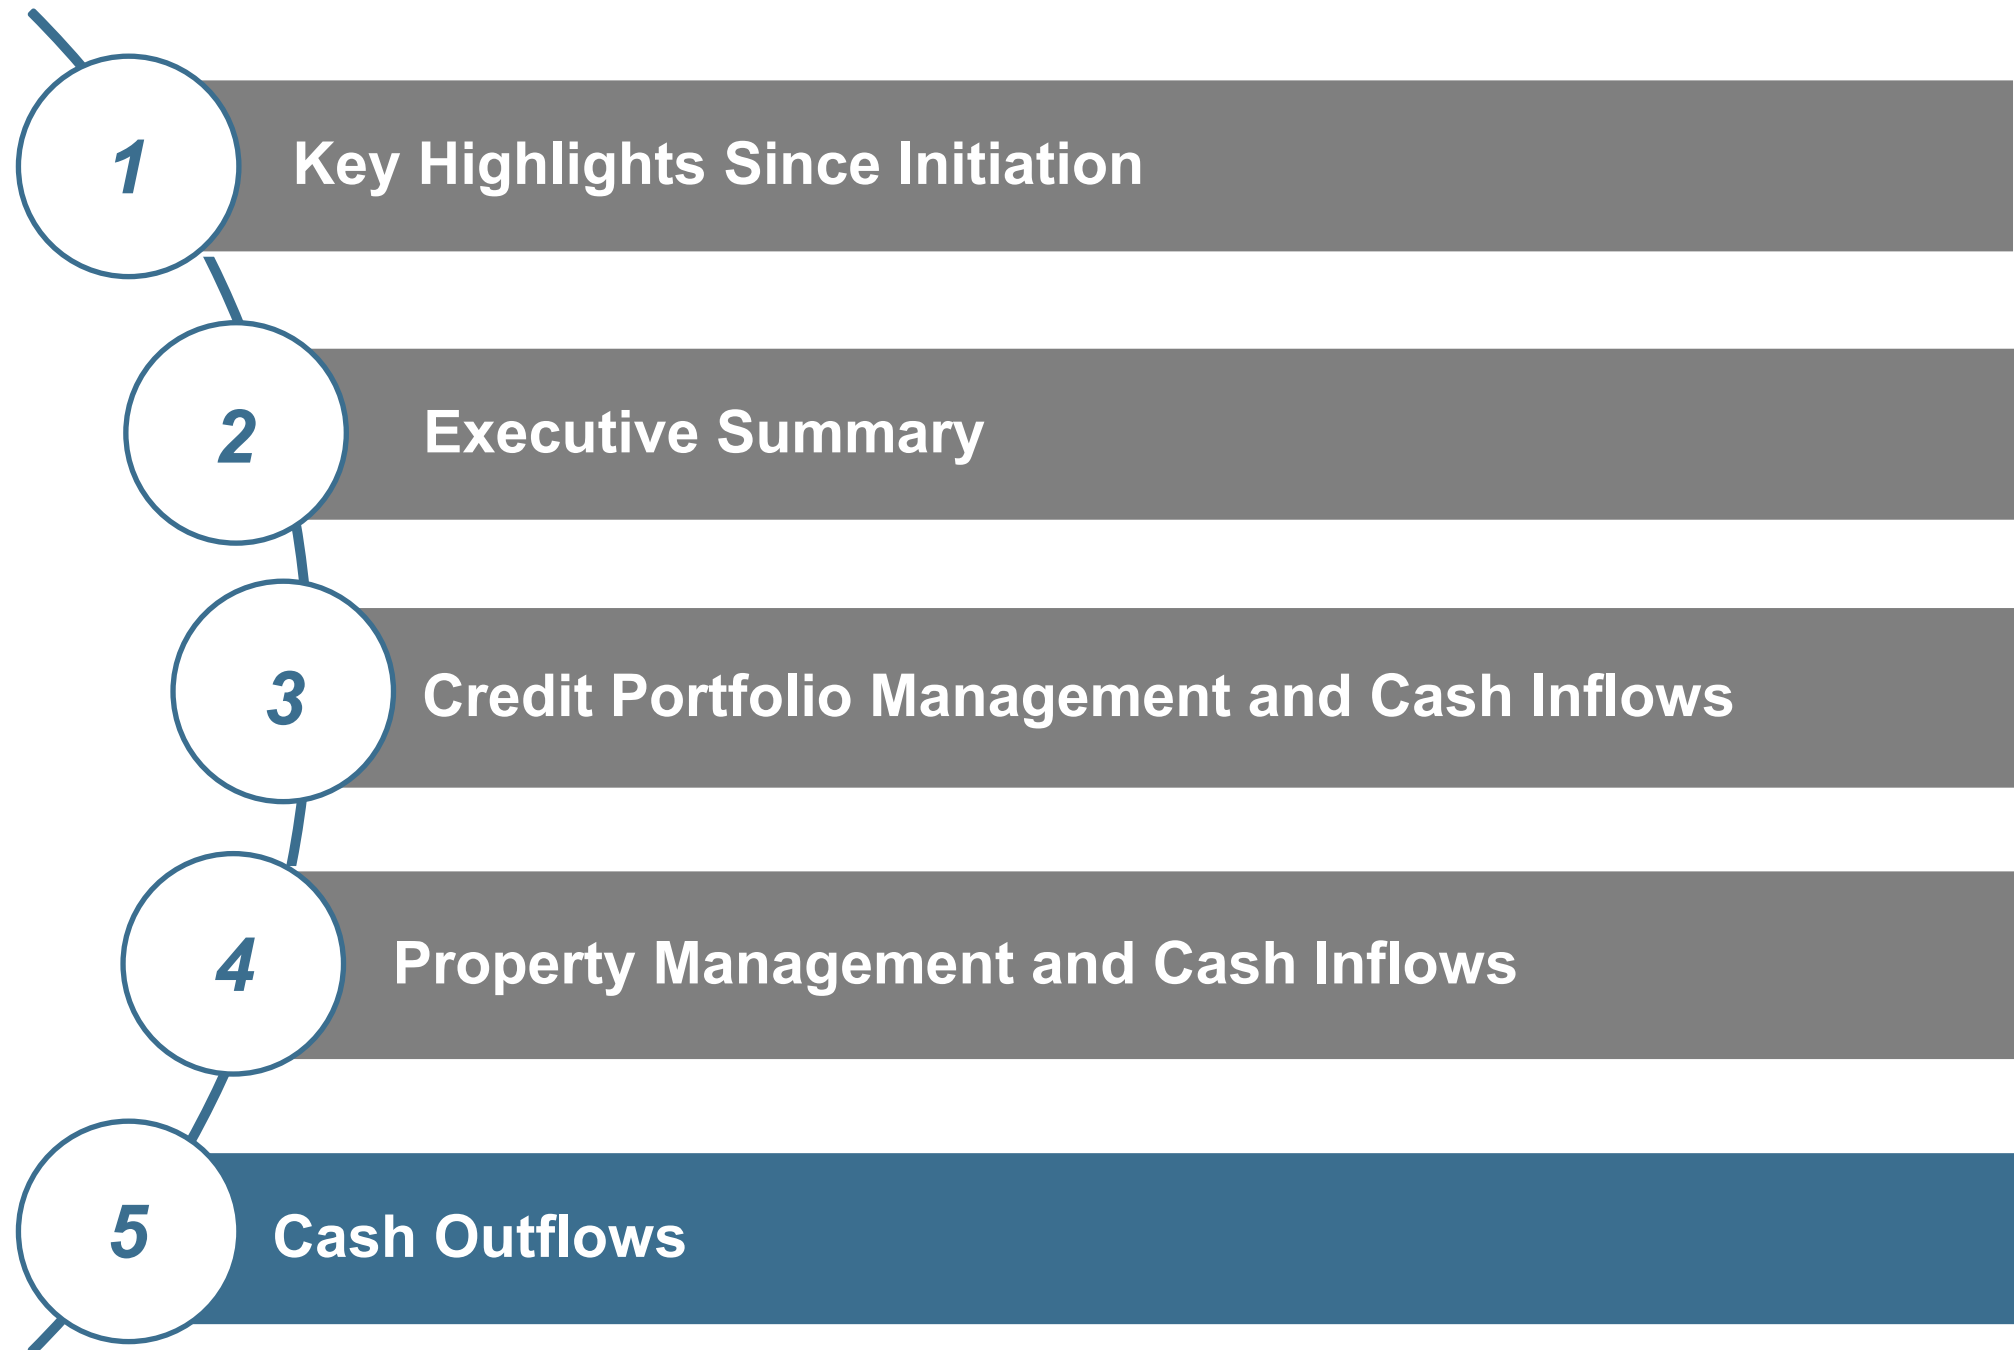 1
Key Highlights Since Initiation
2
Executive Summary
3
Credit Portfolio Management and Cash Inflows
4
Property Management and Cash Inflows
5
Cash Outflows